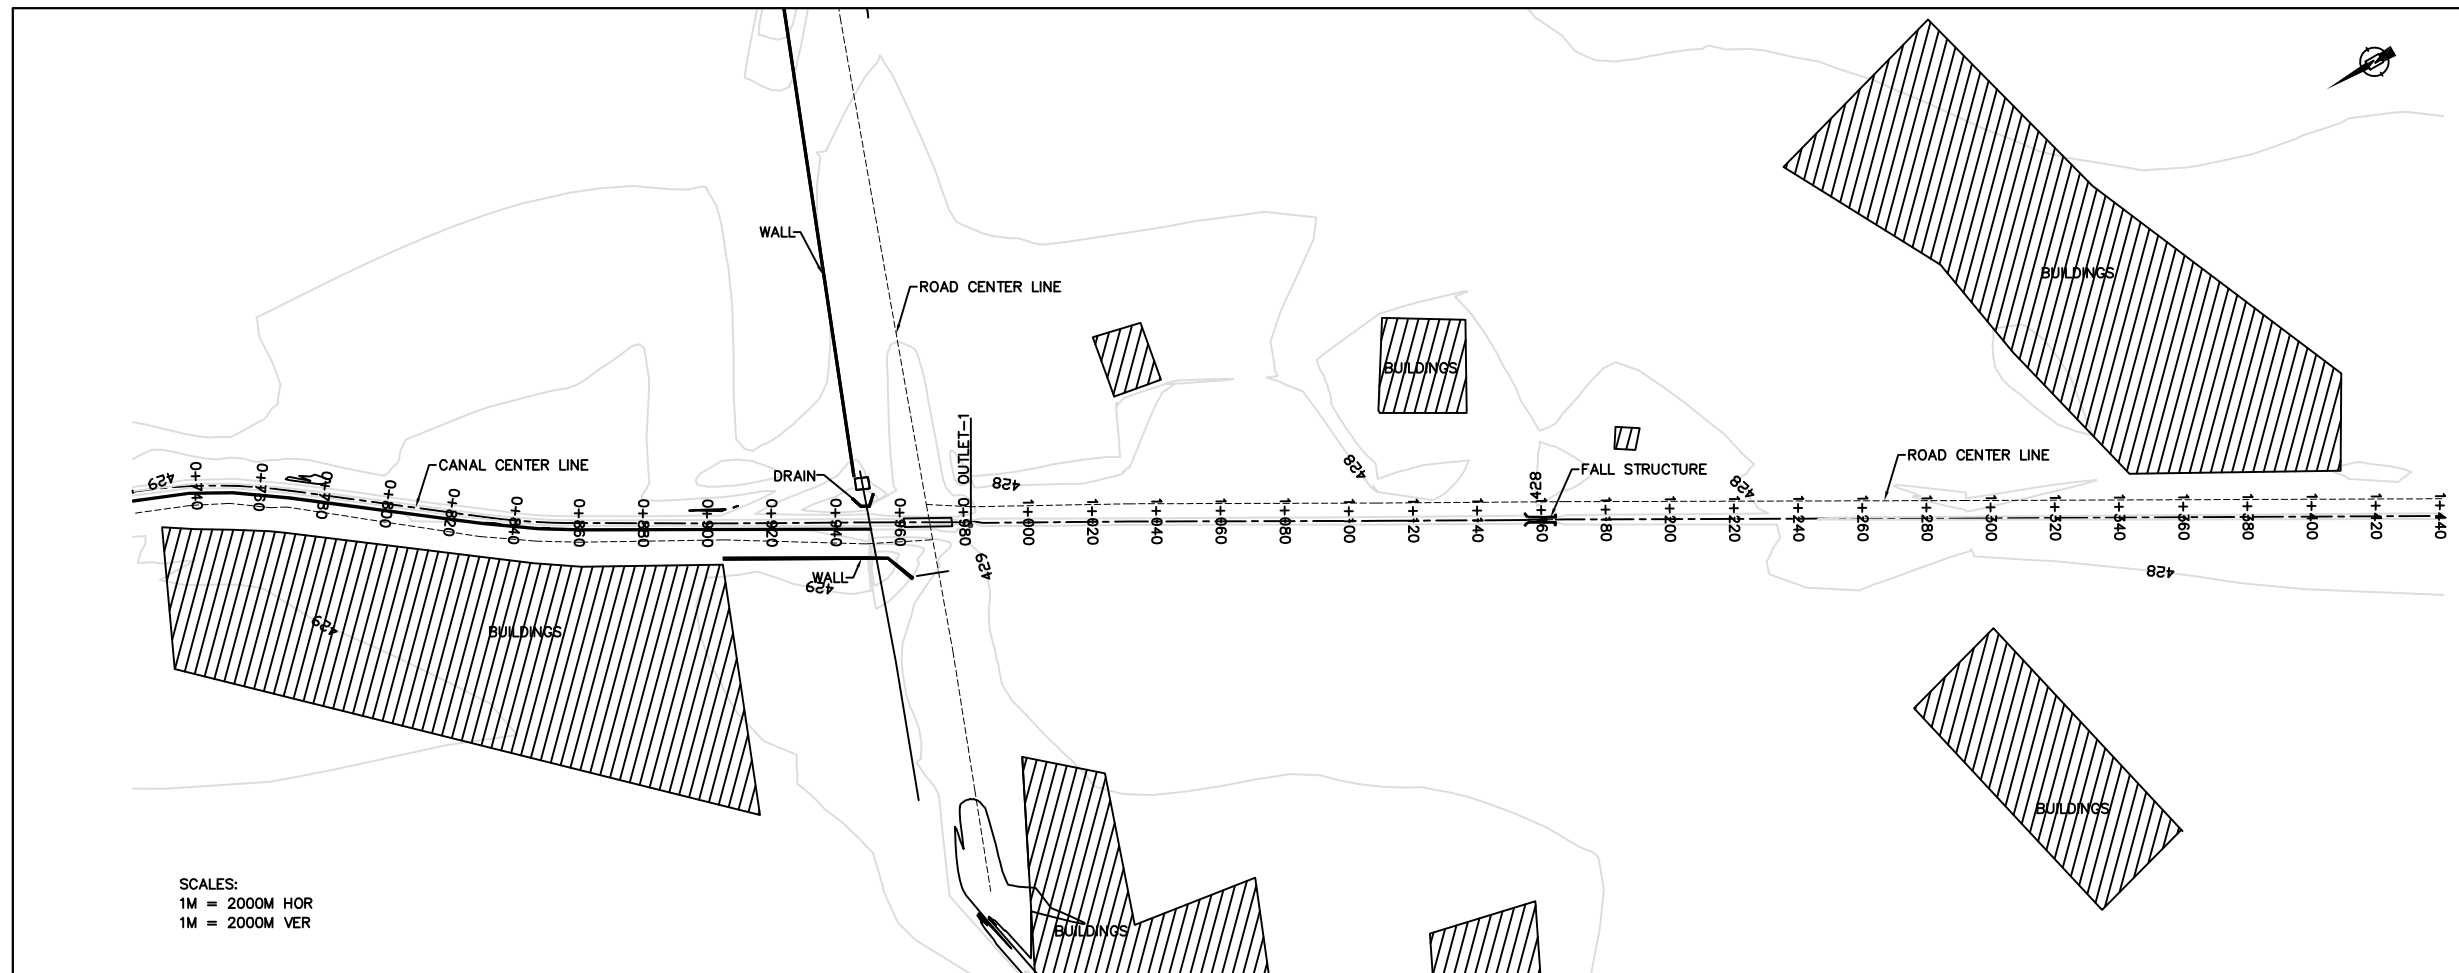 WALL
ROAD CENTER LINE
BUILDINGS
BUILDINGS
OUTLET-1
CANAL CENTER LINE
DRAIN
FALL STRUCTURE
ROAD CENTER LINE
429
428
428
428
428
0+740
0+760
0+780
0+800
0+820
0+840
0+860
0+880
0+900
0+920
0+940
0+960
0+980
1+000
1+020
1+040
1+060
1+080
1+100
1+120
1+140
1+160
1+180
1+200
1+220
1+240
1+260
1+280
1+300
1+320
1+340
1+360
1+380
1+400
1+420
1+440
WALL
429
429
428
429
BUILDINGS
BUILDINGS
BUILDINGS
SCALES:
1M = 2000M HOR
1M = 2000M VER